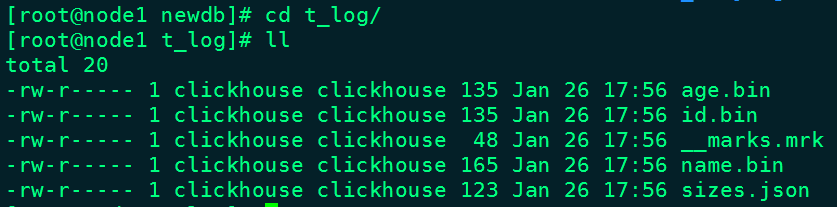 [root@node1 newdb]# cd t_log/
[root@node1 t_log]# ll
total 20
-rw-r----- 1 clickhouse clickhouse 135 Jan 26 17:56 age.bin
-rw-r----- 1 clickhouse clickhouse 135 Jan 26 17:56 id.bin
-rw-r----- 1 clickhouse clickhouse  48 Jan 26 17:56 __marks.mrk
-rw-r----- 1 clickhouse clickhouse 165 Jan 26 17:56 name.bin
-rw-r----- 1 clickhouse clickhouse 123 Jan 26 17:56 sizes.json